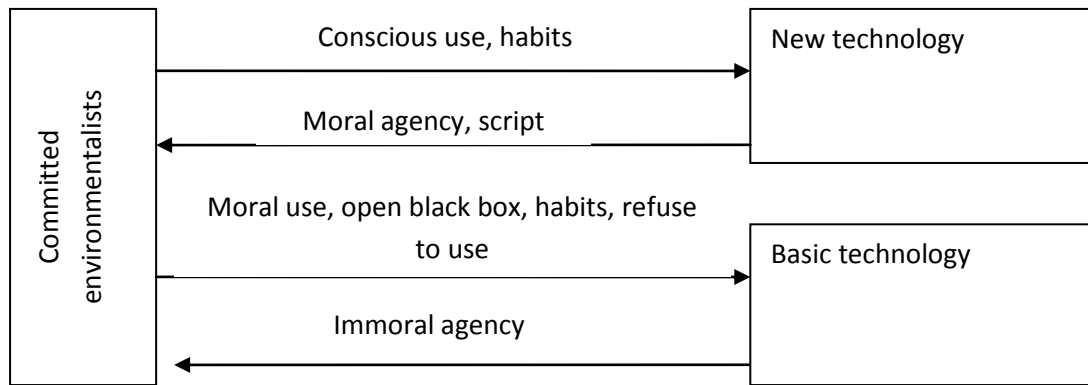 Committed
environmentalists
Conscious use, habits
New technology
Moral agency, script
Moral use, open black box, habits, refuse
to use
Basic technology
Immoral agency